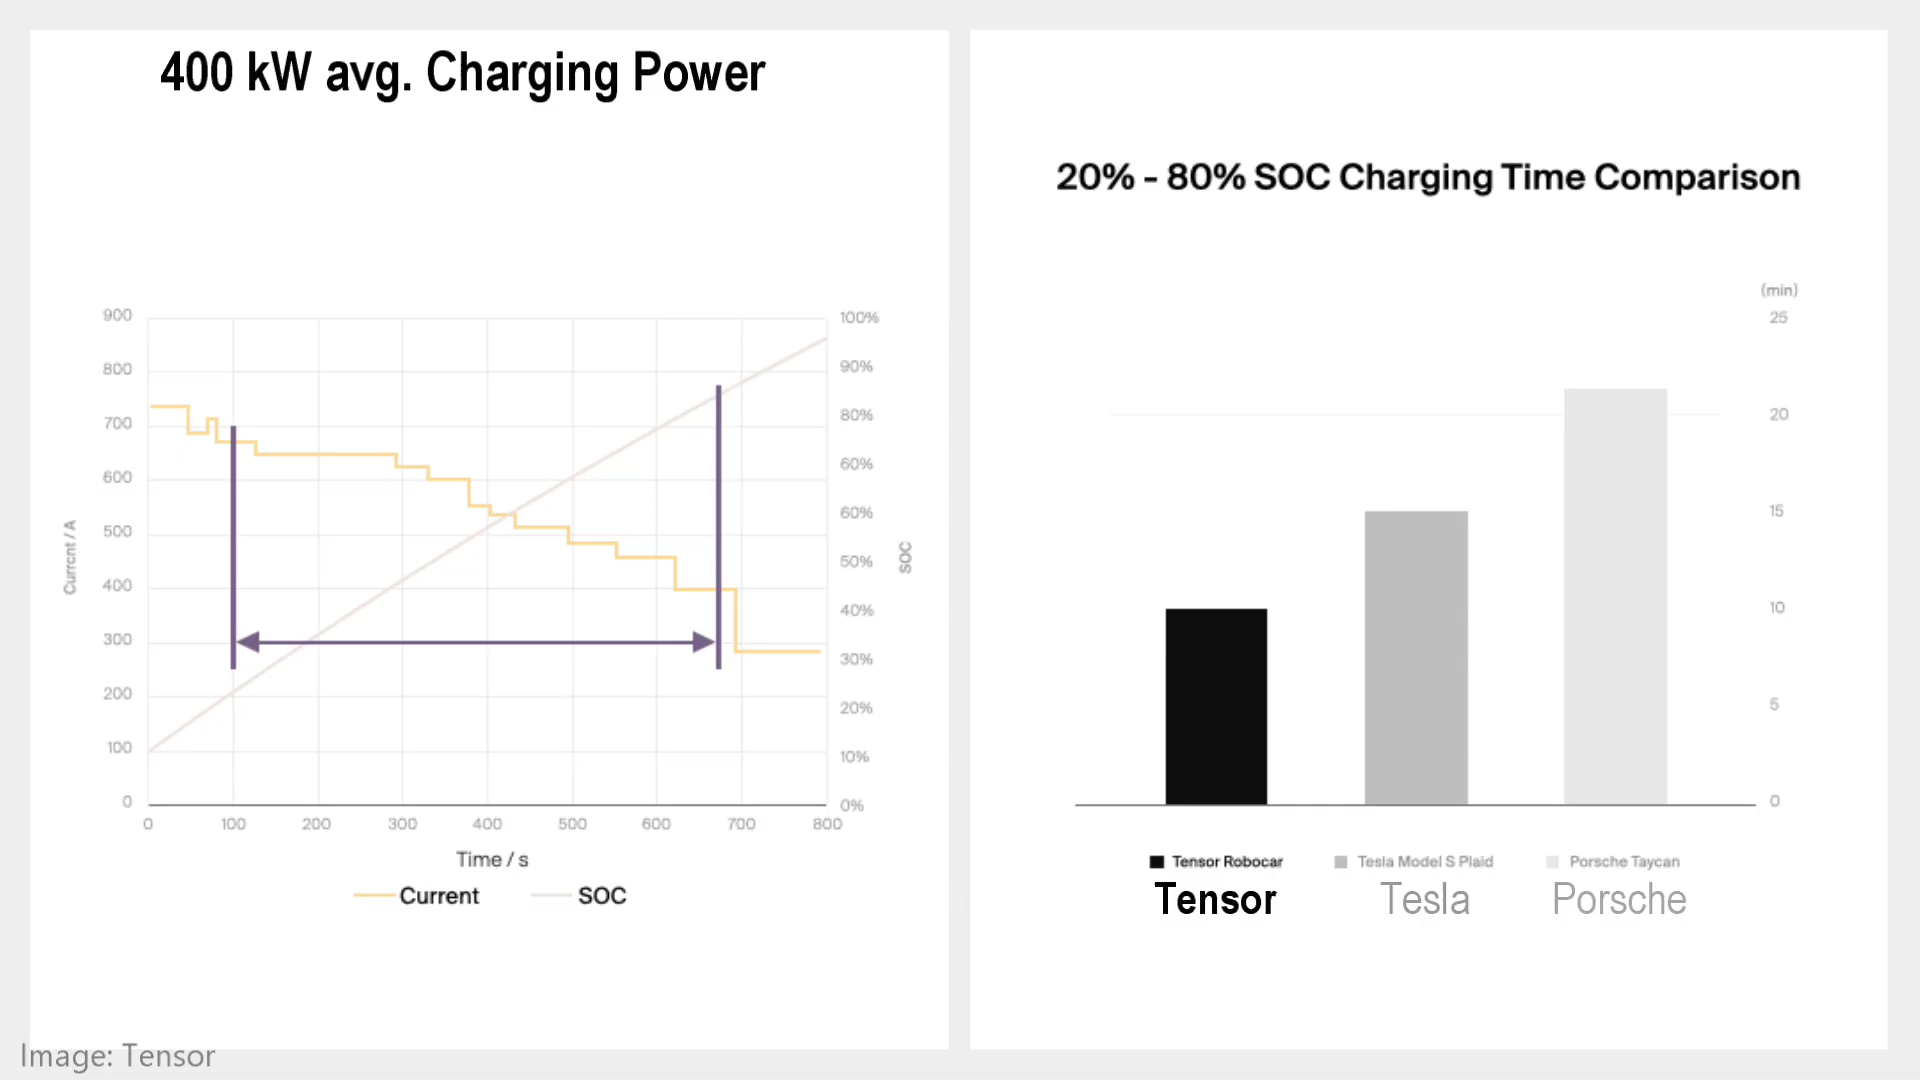 400 kW avg. Charging Power
900
800
700
600
500
400
300
200
100
0
Current / A
100%
90%
80%
60%
60%
50%
40%
30%
20%
10%
0%
SOC
0 100 200 300 400 500 600 700 800
Time / s
Current SOC
20% - 80% SOC Charging Time Comparison
(min)
25
20
15
10
5
0
Tensor Robocar Tesla Model S Plaid Porsche Taycan
Tensor Tesla Porsche
Image: Tensor